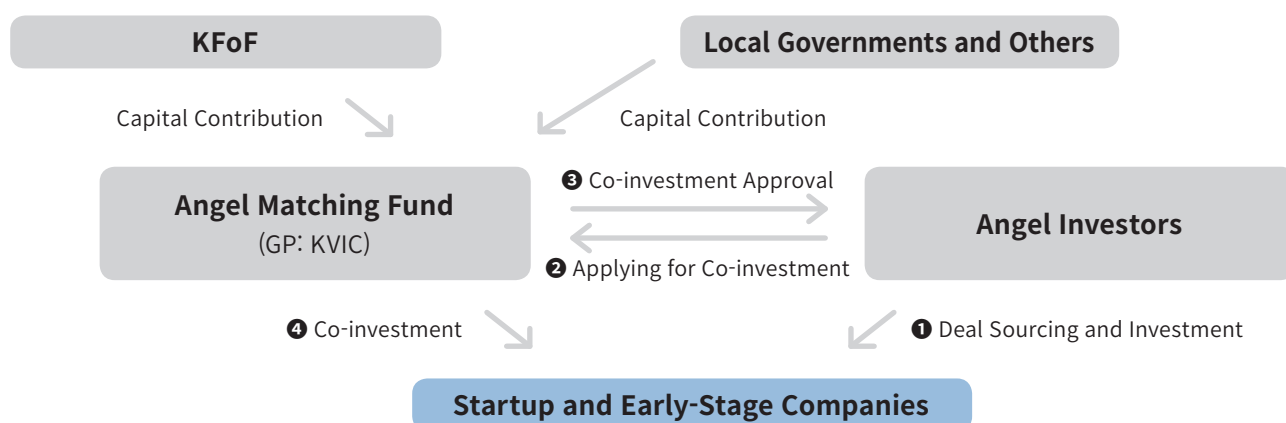 KFoF
Local Governments and Others
Capital Contribution
Capital Contribution
❸ Co-investment Approval
Angel Matching Fund
(GP: KVIC)
Angel Investors
❷ Applying for Co-investment
❹ Co-investment
❶ Deal Sourcing and Investment
Startup and Early-Stage Companies